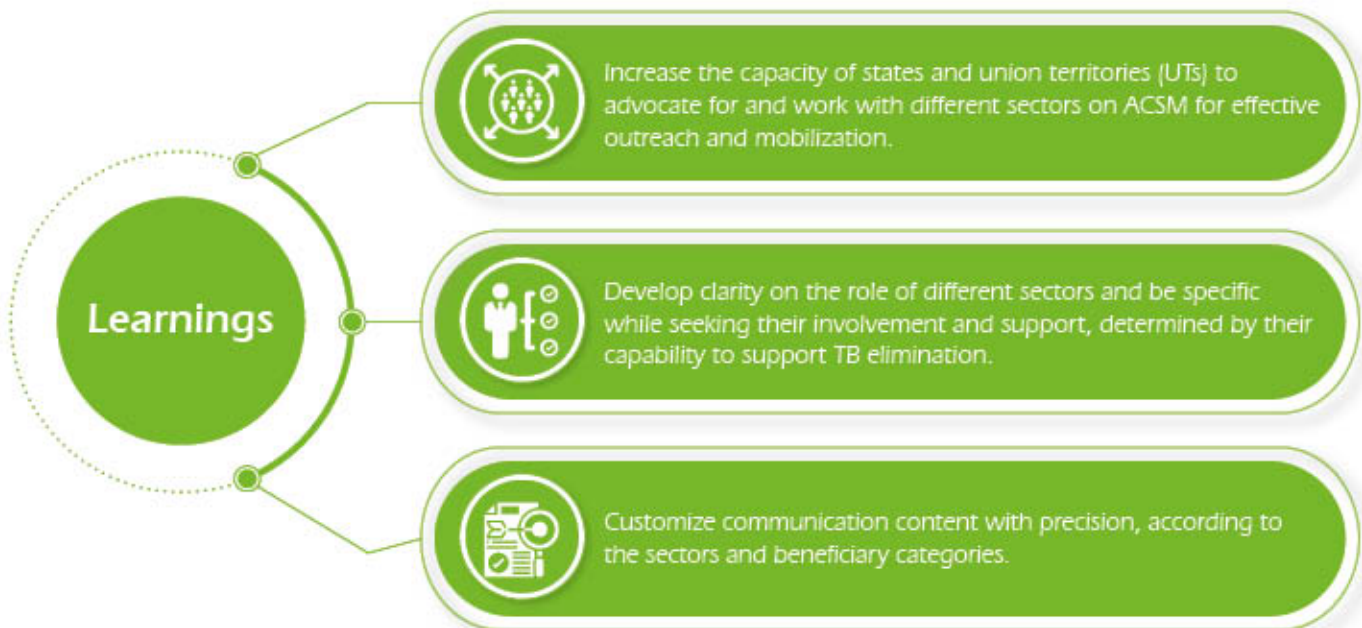 Learnings
Increase the capacity of states and union territories (UTs) to
advocate for and work with different sectors on ACSM for effective
outreach and mobilization.
Develop clarity on the role of different sectors and be specific
while seeking their involvement and support, determined by their
capability to support TB elimination.
Customize communication content with precision, according to
the sectors and beneficiary categories.